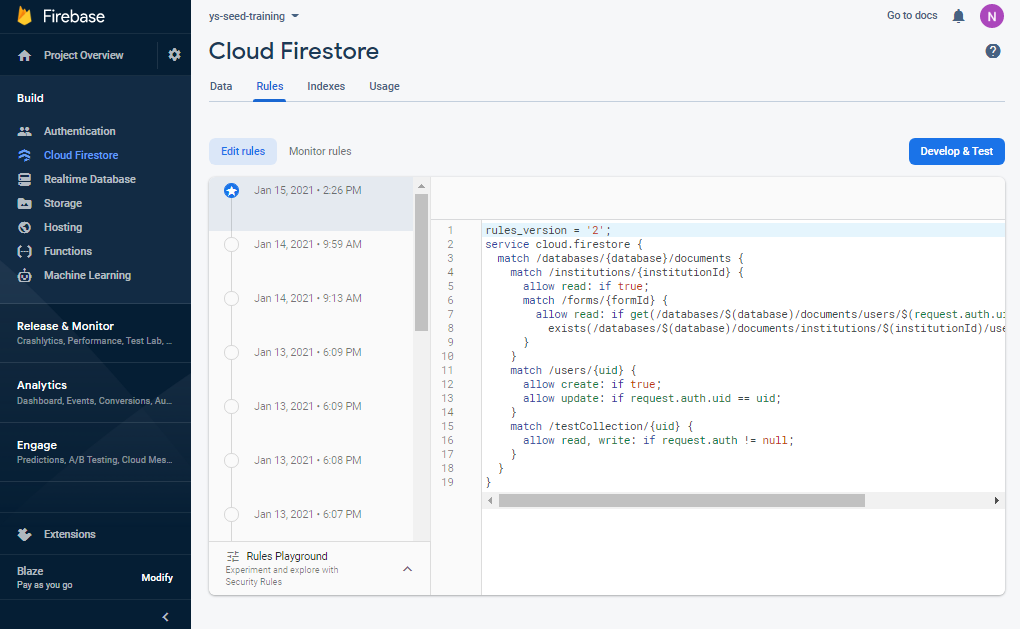 Firebase
Project Overview
Build
Authentication
Cloud Firestore
Realtime Database
Storage
Hosting
Functions
Machine Learning
Release & Monitor
Crashlytics, Performance, Test Lab, ...
Analytics
Dashboard, Events, Conversions, Au...
Engage
Predictions, A/B Testing, Cloud Mes...
Extensions
Blaze
Pay as you go
Modify
ys-seed-training
Go to docs
N
Cloud Firestore
?
Data Rules Indexes Usage
Edit rules Monitor rules
Develop & Test
Jan 15, 2021 • 2:26 PM
Jan 14, 2021 • 9:59 AM
Jan 14, 2021 • 9:13 AM
Jan 13, 2021 • 6:09 PM
Jan 13, 2021 • 6:09 PM
Jan 13, 2021 • 6:08 PM
Jan 13, 2021 • 6:07 PM
Rules Playground
Experiment and explore with
Security Rules
1 rules_version = '2';
2 service cloud.firestore {
3 match /databases/{database}/documents {
4 match /institutions/{institutionId} {
5 allow read: if true;
6 match /forms/{formId} {
7 allow read: if get(/databases/$(database)/documents/users/$(request.auth.ui
8 exists(/databases/$(database)/documents/institutions/$(institutionId)/use
9 }
10 }
11 match /users/{uid} {
12 allow create: if true;
13 allow update: if request.auth.uid == uid;
14 }
15 match /testCollection/{uid} {
16 allow read, write: if request.auth != null;
17 }
18 }
19 }